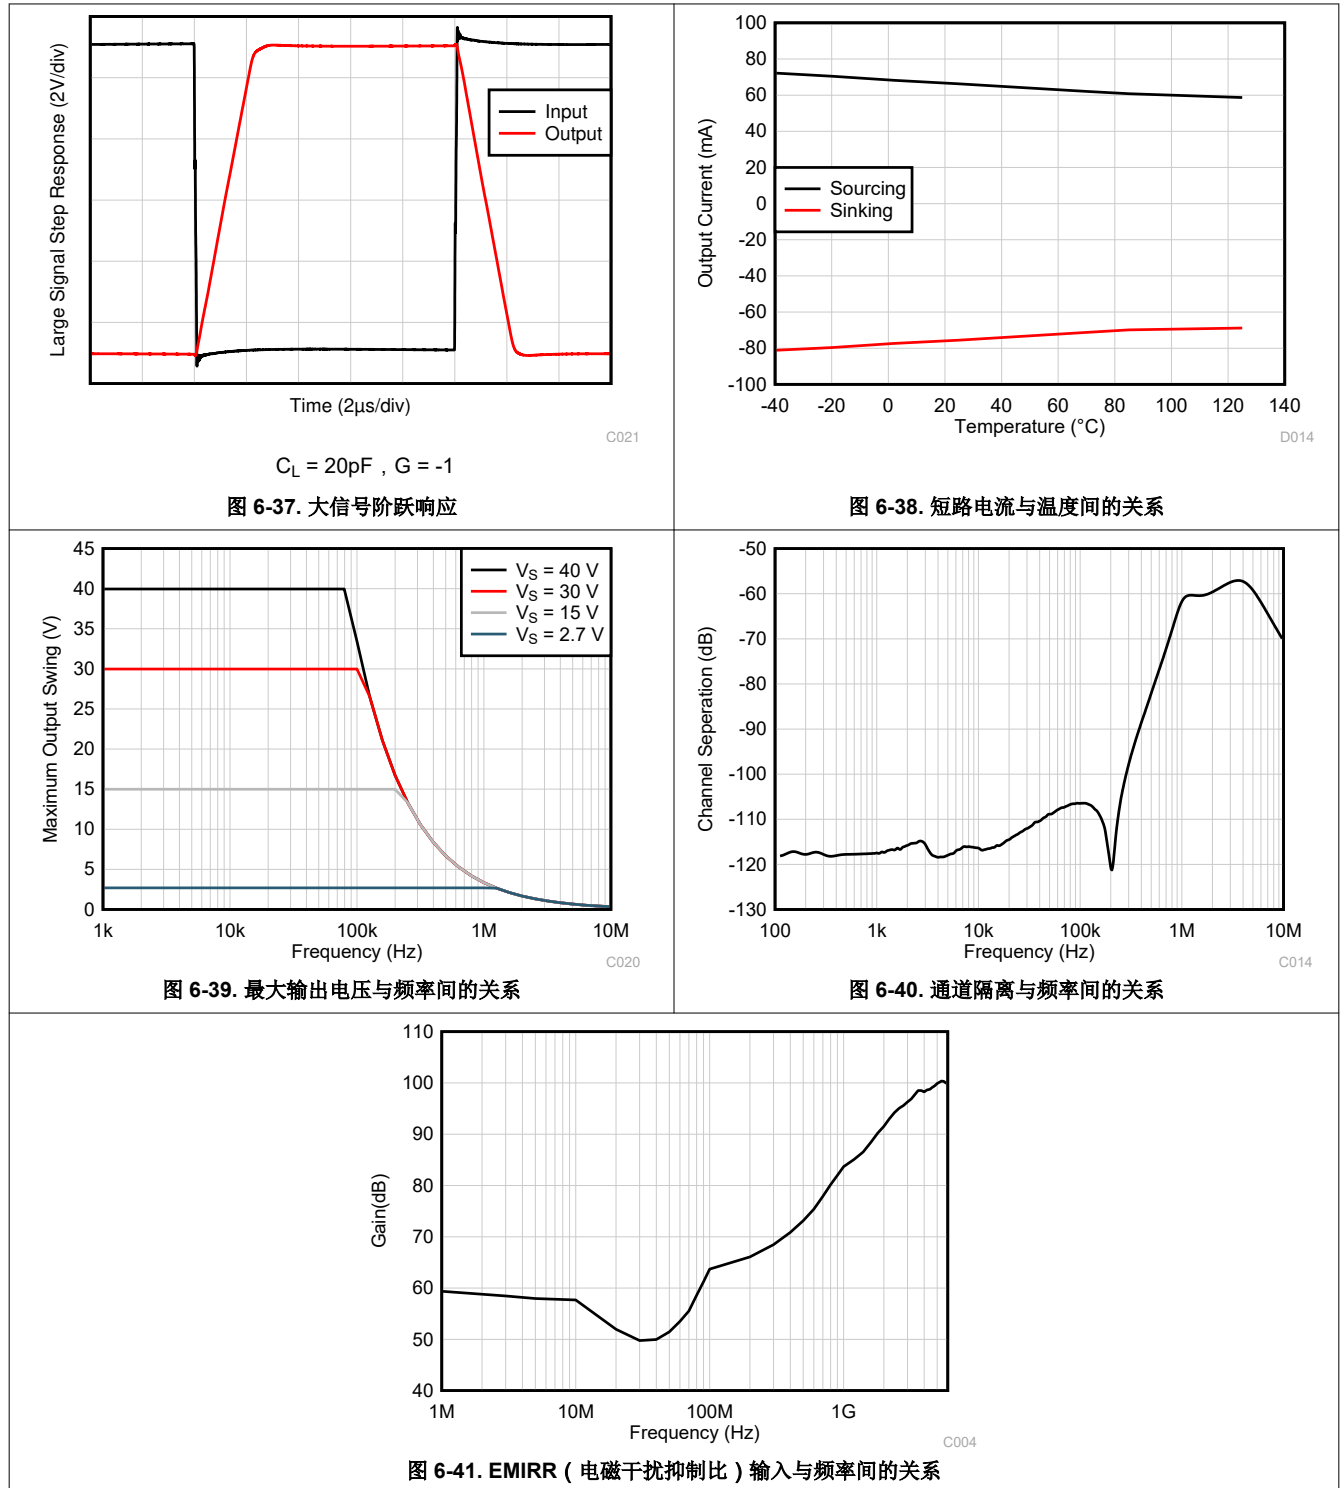 Large Signal Step Response (2V/div)
Input
Output
Time (2µs/div)
C021
C_L = 20pF，G = -1
图 6-37. 大信号阶跃响应
100
80
60
40
20
0
-20
-40
-60
-80
-100
Output Current (mA)
Sourcing
Sinking
-40 -20 0 20 40 60 80 100 120 140
Temperature (°C)
D014
图 6-38. 短路电流与温度间的关系
45
40
35
30
25
20
15
10
5
0
Maximum Output Swing (V)
V_S = 40 V
V_S = 30 V
V_S = 15 V
V_S = 2.7 V
1k 10k 100k 1M 10M
Frequency (Hz)
C020
图 6-39. 最大输出电压与频率间的关系
-50
-60
-70
-80
-90
-100
-110
-120
-130
Channel Seperation (dB)
100 1k 10k 100k 1M 10M
Frequency (Hz)
C014
图 6-40. 通道隔离与频率间的关系
110
100
90
80
70
60
50
40
Gain(dB)
1M 10M 100M 1G
Frequency (Hz)
C004
图 6-41. EMIRR（电磁干扰抑制比）输入与频率间的关系